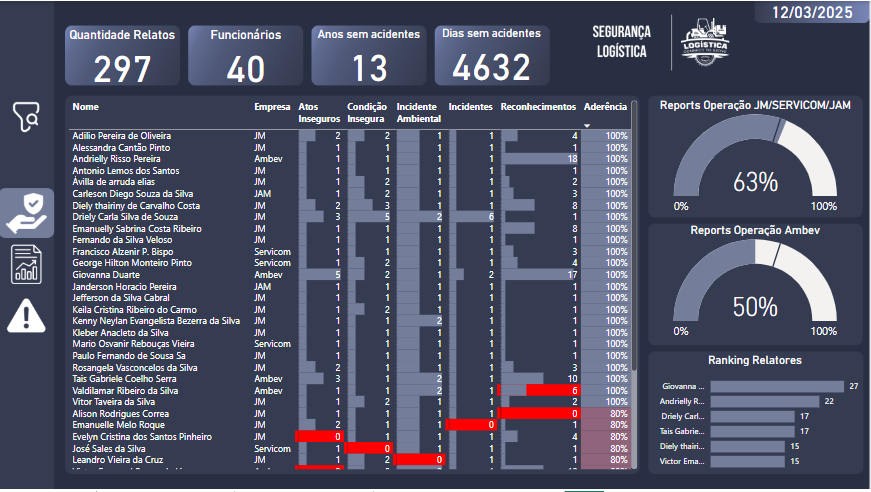 12/03/2025
Quantidade Relatos
297
Funcionários
40
Anos sem acidentes
13
Dias sem acidentes
4632
SEGURANÇA
LOGÍSTICA
LOGÍSTICA
Nome Empresa Atos Inseguros Condição Insegura Incidente Ambiental Incidentes Reconhecimentos Aderência
Adilio Pereira de Oliveira JM 2 2 1 1 4 100%
Alessandra Cantão Pinto JM 1 1 1 1 1 100%
Andrielly Risso Pereira Ambev 1 1 1 1 18 100%
Antonio Lemos dos Santos JM 1 1 1 1 1 100%
Ávilla de arruda elias JM 1 2 1 1 2 100%
Carleson Diego Souza da Silva JAM 1 2 1 1 3 100%
Diely thairiny de Carvalho Costa JM 2 3 1 1 8 100%
Driely Carla Silva de Souza JM 3 5 2 6 1 100%
Emanuelly Sabrina Costa Ribeiro JM 1 1 1 1 8 100%
Fernando da Silva Veloso JM 1 1 1 1 1 100%
Francisco Alzenir P. Bispo Servicom 1 1 1 1 3 100%
George Hilton Monteiro Pinto Servicom 1 2 1 1 4 100%
Giovanna Duarte Ambev 5 1 1 2 17 100%
Janderson Horacio Pereira JAM 1 1 1 1 1 100%
Jefferson da Silva Cabral JM 1 1 1 1 1 100%
Keila Cristina Ribeiro do Carmo JM 1 2 1 1 1 100%
Kenny Neylan Evangelista Bezerra da Silva JM 1 1 2 1 1 100%
Kleber Anacleto da Silva JM 1 1 1 1 1 100%
Mario Osvanir Rebouças Vieira Servicom 1 1 1 1 1 100%
Paulo Fernando de Sousa Sa JM 1 1 1 1 1 100%
Rosangela Vasconcelos da Silva JM 2 1 1 1 3 100%
Tais Gabriele Coelho Serra Ambev 3 1 2 1 10 100%
Valdilamar Ribeiro da Silva Ambev 1 1 2 1 6 100%
Vitor Taveira da Silva JM 1 2 1 1 2 100%
Alison Rodrigues Correa JM 1 1 1 1 0 80%
Emanuelle Melo Roque JM 2 1 1 0 1 80%
Evelyn Cristina dos Santos Pinheiro JM 0 1 1 1 4 80%
José Sales da Silva Servicom 1 0 1 1 1 80%
Leandro Vieira da Cruz JM 1 2 0 1 1 80%
Reports Operação JM/SERVICOM/JAM
63%
0% 100%
Reports Operação Ambev
50%
0% 100%
Ranking Relatores
Giovanna ... 27
Andrielly R... 22
Driely Carl... 17
Tais Gabrie... 17
Diely thairi... 15
Victor Ema... 15